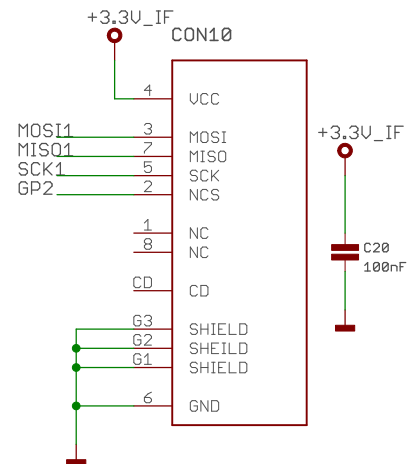 +3.3V_IF
CON10
4 VCC
MOSI1 3 MOSI
MISO1 7 MISO
SCK1 5 SCK
GP2 2 NCS
+3.3V_IF
1 NC
8 NC
C20
100nF
CD CD
G3 SHIELD
G2 SHEILD
G1 SHIELD
6 GND